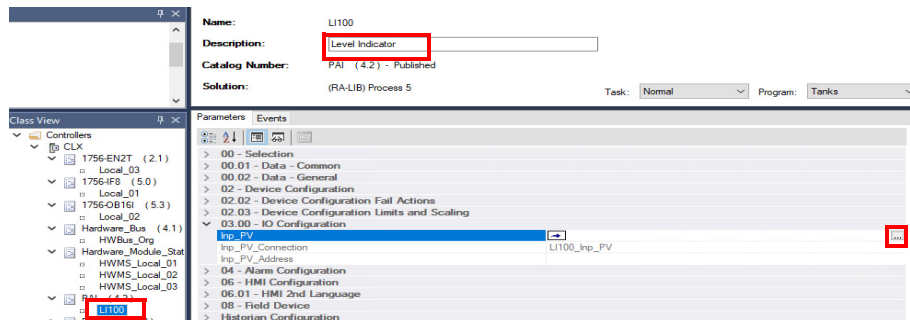 Name: LI100
Description: Level Indicator
Catalog Number: PAI (4.2) - Published
Solution: (RA-LIB) Process 5 Task: Normal Program: Tanks
Class View
Controllers
CLX
1756-EN2T (2.1)
Local_03
1756-IF8 (5.0)
Local_01
1756-OB16I (5.3)
Local_02
Hardware_Bus (4.1)
HWBus_Org
Hardware_Module_Stat
HWMS_Local_01
HWMS_Local_02
HWMS_Local_03
PAI (4.2)
LI100
Parameters Events
00 - Selection
00.01 - Data - Common
00.02 - Data - General
02 - Device Configuration
02.02 - Device Configuration Fail Actions
02.03 - Device Configuration Limits and Scaling
03.00 - IO Configuration
Inp_PV
Inp_PV_Connection LI100_Inp_PV
Inp_PV_Address
04 - Alarm Configuration
06 - HMI Configuration
06.01 - HMI 2nd Language
08 - Field Device
Historian Configuration